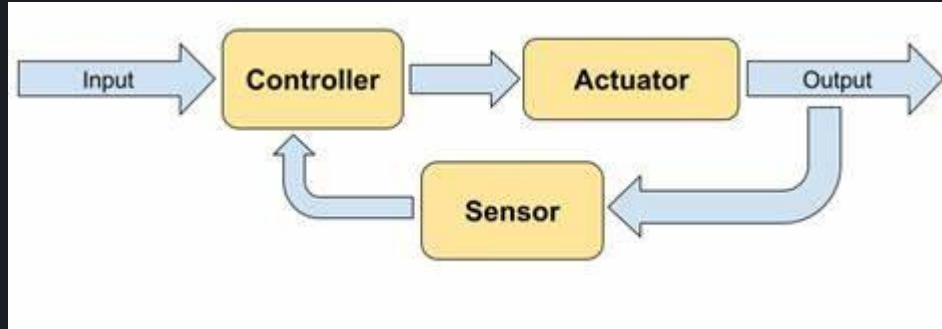 Input
Controller
Actuator
Output
Sensor